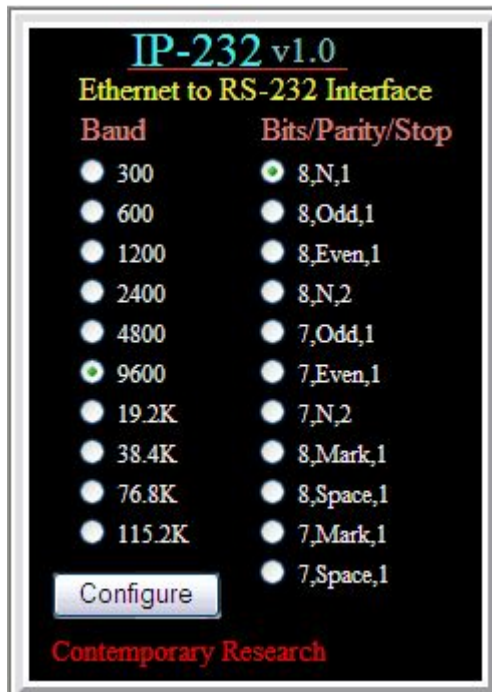 IP-232 v1.0
Ethernet to RS-232 Interface
Baud Bits/Parity/Stop
300 8,N,1
600 8,Odd,1
1200 8,Even,1
2400 8,N,2
4800 7,Odd,1
9600 7,Even,1
19.2K 7,N,2
38.4K 8,Mark,1
76.8K 8,Space,1
115.2K 7,Mark,1
7,Space,1
Configure
Contemporary Research